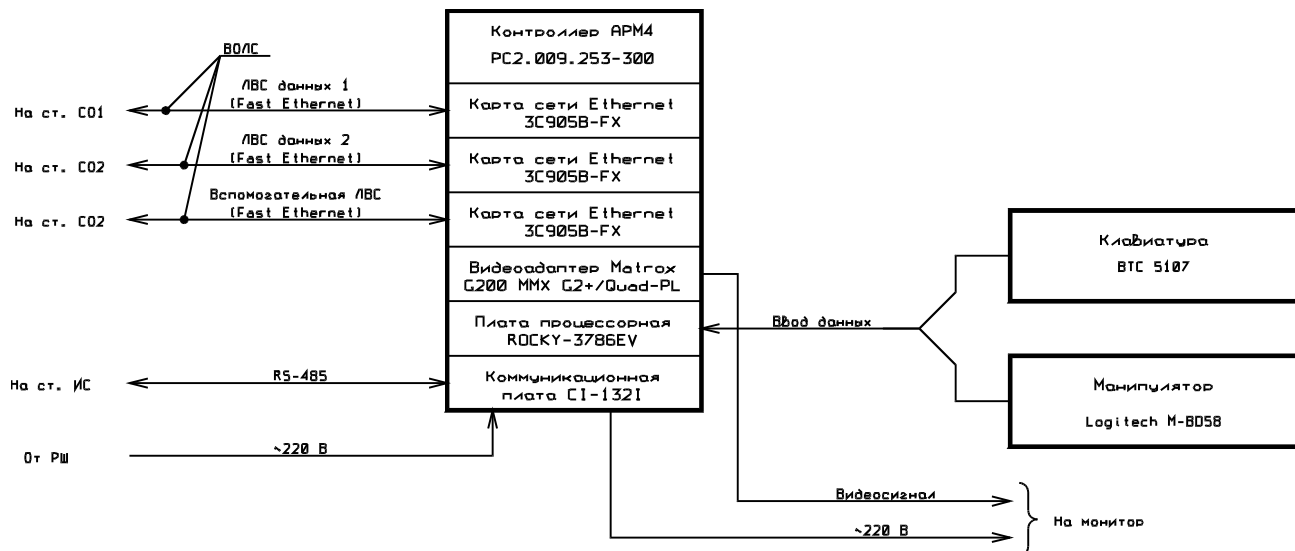 Контроллер АРМ4
РС2.009.253-300
ВОЛС
ЛВС данных 1
(Fast Ethernet)
На ст. СО1
Карта сети Ethernet
3C905B-FX
ЛВС данных 2
(Fast Ethernet)
На ст. СО2
Карта сети Ethernet
3C905B-FX
Вспомогательная ЛВС
(Fast Ethernet)
На ст. СО2
Карта сети Ethernet
3C905B-FX
Видеоадаптер Matrox
G200 MMX G2+/Quad-PL
Плата процессорная
ROCKY-3786EV
Коммуникационная
плата CI-132I
На ст. ИС
RS-485
От РШ
~220 В
Ввод данных
Клавиатура
BTC 5107
Манипулятор
Logitech M-BD58
Видеосигнал
~220 В
На монитор